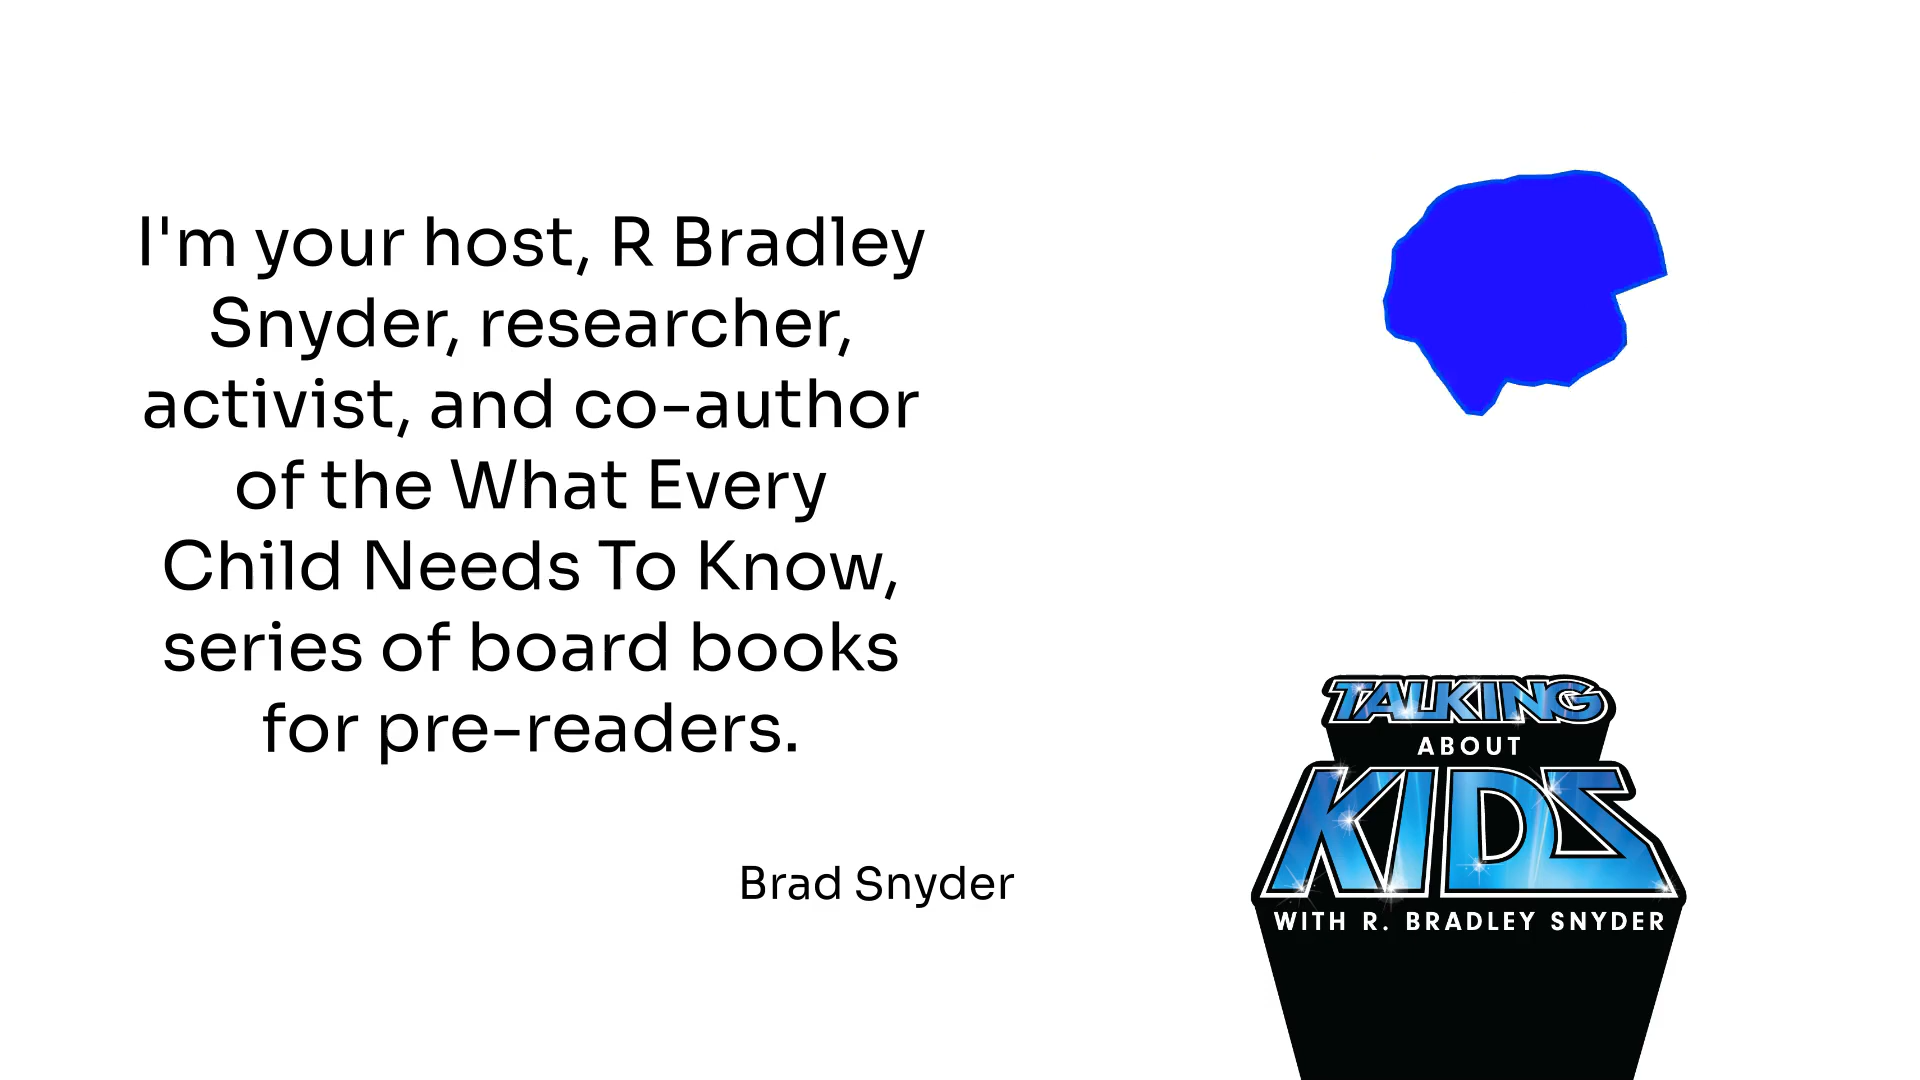 I'm your host, R Bradley
Snyder, researcher,
activist, and co-author
of the What Every
Child Needs To Know,
series of board books
for pre-readers.
Brad Snyder
TALKING
ABOUT
KIDS
WITH R. BRADLEY SNYDER